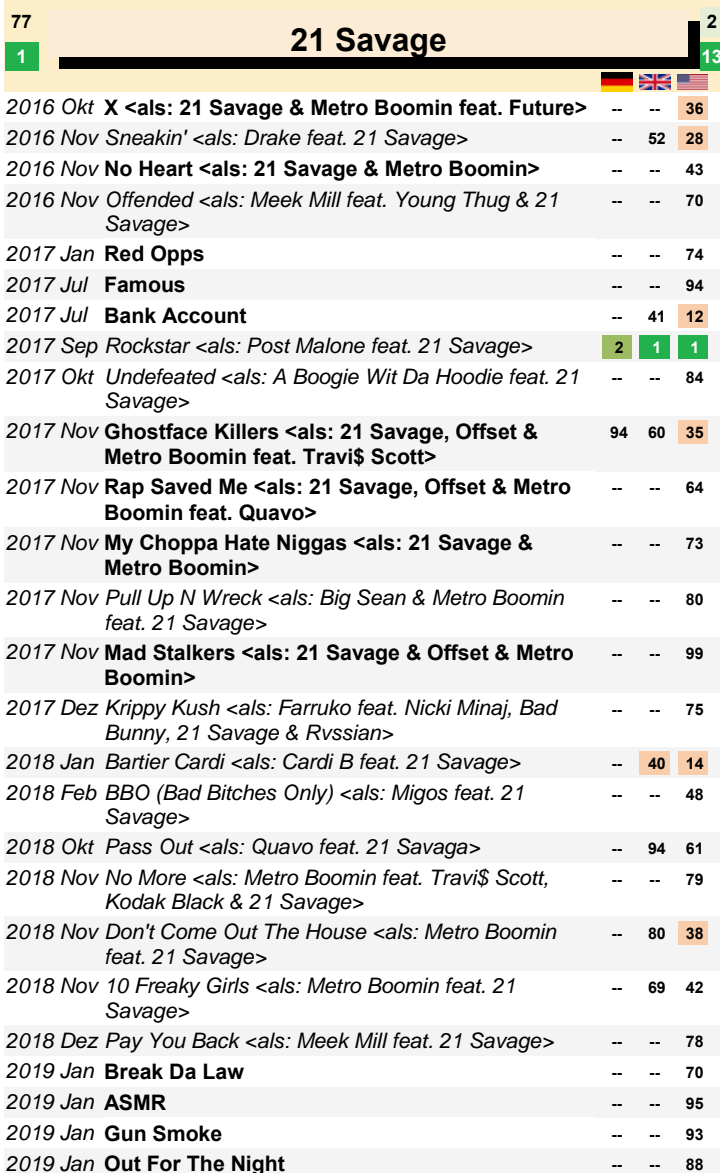 77 21 Savage 2
1 13
2016 Okt X <als: 21 Savage & Metro Boomin feat. Future> -- -- 36
2016 Nov Sneakin' <als: Drake feat. 21 Savage> -- 52 28
2016 Nov No Heart <als: 21 Savage & Metro Boomin> -- -- 43
2016 Nov Offended <als: Meek Mill feat. Young Thug & 21 -- -- 70
Savage>
2017 Jan Red Opps -- -- 74
2017 Jul Famous -- -- 94
2017 Jul Bank Account -- 41 12
2017 Sep Rockstar <als: Post Malone feat. 21 Savage> 2 1 1
2017 Okt Undefeated <als: A Boogie Wit Da Hoodie feat. 21 -- -- 84
Savage>
2017 Nov Ghostface Killers <als: 21 Savage, Offset & 94 60 35
Metro Boomin feat. Travi$ Scott>
2017 Nov Rap Saved Me <als: 21 Savage, Offset & Metro -- -- 64
Boomin feat. Quavo>
2017 Nov My Choppa Hate Niggas <als: 21 Savage & -- -- 73
Metro Boomin>
2017 Nov Pull Up N Wreck <als: Big Sean & Metro Boomin -- -- 80
feat. 21 Savage>
2017 Nov Mad Stalkers <als: 21 Savage & Offset & Metro -- -- 99
Boomin>
2017 Dez Krippy Kush <als: Farruko feat. Nicki Minaj, Bad -- -- 75
Bunny, 21 Savage & Rvssian>
2018 Jan Bartier Cardi <als: Cardi B feat. 21 Savage> -- 40 14
2018 Feb BBO (Bad Bitches Only) <als: Migos feat. 21 -- -- 48
Savage>
2018 Okt Pass Out <als: Quavo feat. 21 Savaga> -- 94 61
2018 Nov No More <als: Metro Boomin feat. Travi$ Scott, -- -- 79
Kodak Black & 21 Savage>
2018 Nov Don't Come Out The House <als: Metro Boomin -- 80 38
feat. 21 Savage>
2018 Nov 10 Freaky Girls <als: Metro Boomin feat. 21 -- 69 42
Savage>
2018 Dez Pay You Back <als: Meek Mill feat. 21 Savage> -- -- 78
2019 Jan Break Da Law -- -- 70
2019 Jan ASMR -- -- 95
2019 Jan Gun Smoke -- -- 93
2019 Jan Out For The Night -- -- 88